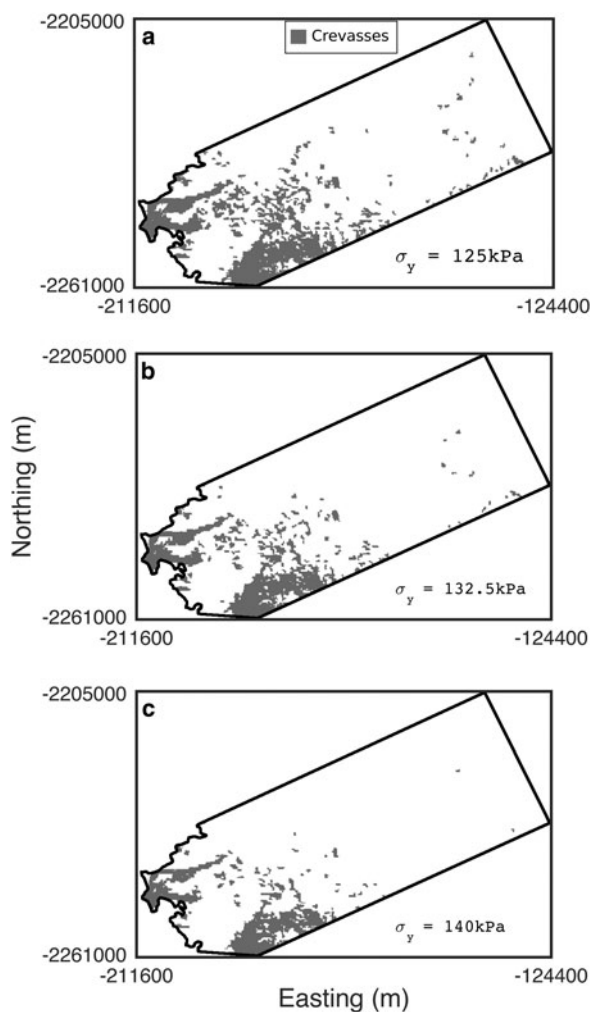 -2205000
a
Crevasses
σy = 125kPa
-2261000
-211600 -124400
-2205000
b
Northing (m)
σy = 132.5kPa
-2261000
-211600 -124400
-2205000
c
σy = 140kPa
-2261000
-211600 -124400
Easting (m)